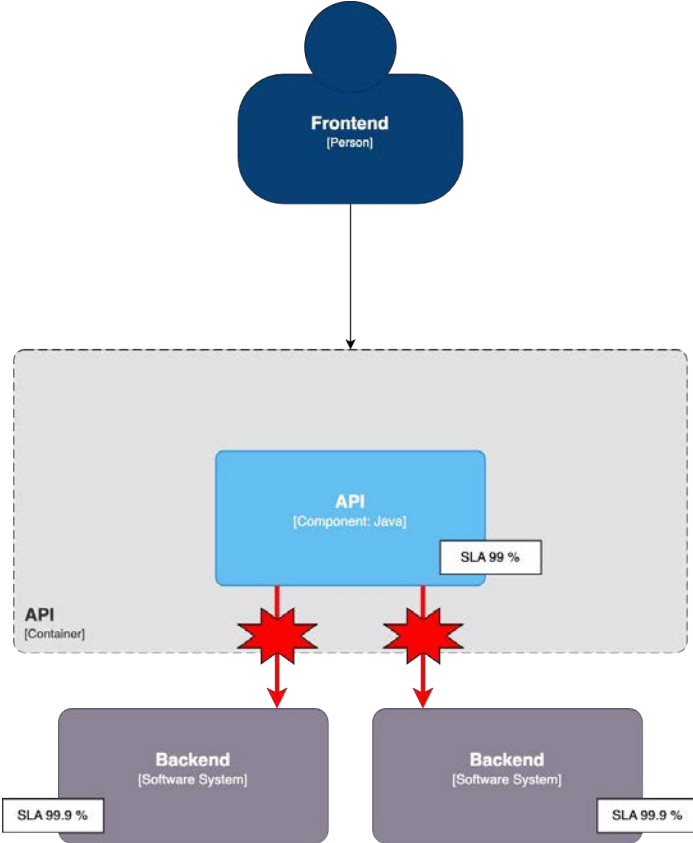 Frontend
[Person]
API
[Component: Java]
SLA 99 %
API
[Container]
Backend
[Software System]
SLA 99.9 %
Backend
[Software System]
SLA 99.9 %